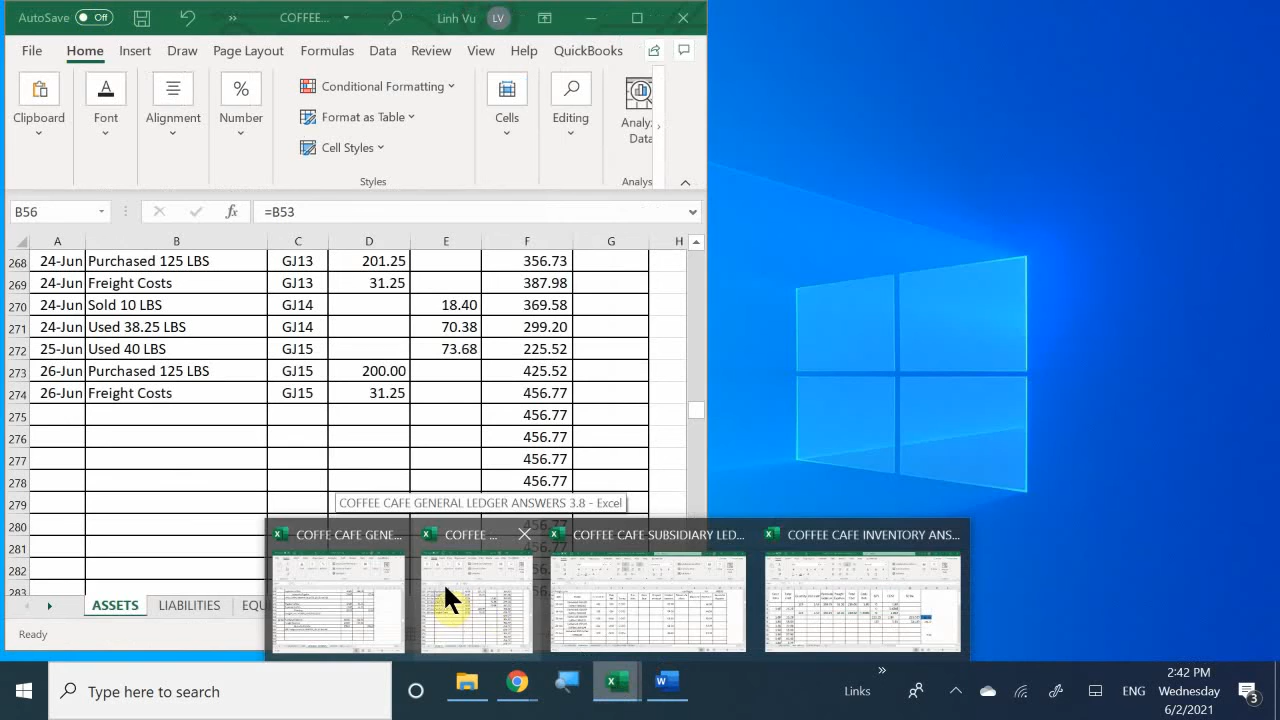 AutoSave Off » COFFEE... Linh Vu LV
File Home Insert Draw Page Layout Formulas Data Review View Help QuickBooks
Clipboard Font Alignment Number Conditional Formatting Format as Table Cell Styles Cells Editing Analyz Data
Styles Analys
B56 fx =B53
A B C D E F G H
268 24-Jun Purchased 125 LBS GJ13 201.25 356.73
269 24-Jun Freight Costs GJ13 31.25 387.98
270 24-Jun Sold 10 LBS GJ14 18.40 369.58
271 24-Jun Used 38.25 LBS GJ14 70.38 299.20
272 25-Jun Used 40 LBS GJ15 73.68 225.52
273 26-Jun Purchased 125 LBS GJ15 200.00 425.52
274 26-Jun Freight Costs GJ15 31.25 456.77
275 456.77
276 456.77
277 456.77
278 456.77
279 COFFEE CAFE GENERAL LEDGER ANSWERS 3.8 - Excel
280 456.77
281
282
COFFE CAFE GENE... COFFEE ... COFFEE CAFE SUBSIDIARY LED... COFFEE CAFE INVENTORY ANS...
ASSETS LIABILITIES EQU
Ready
Type here to search
Links » ENG 2:42 PM
Wednesday
6/2/2021 3